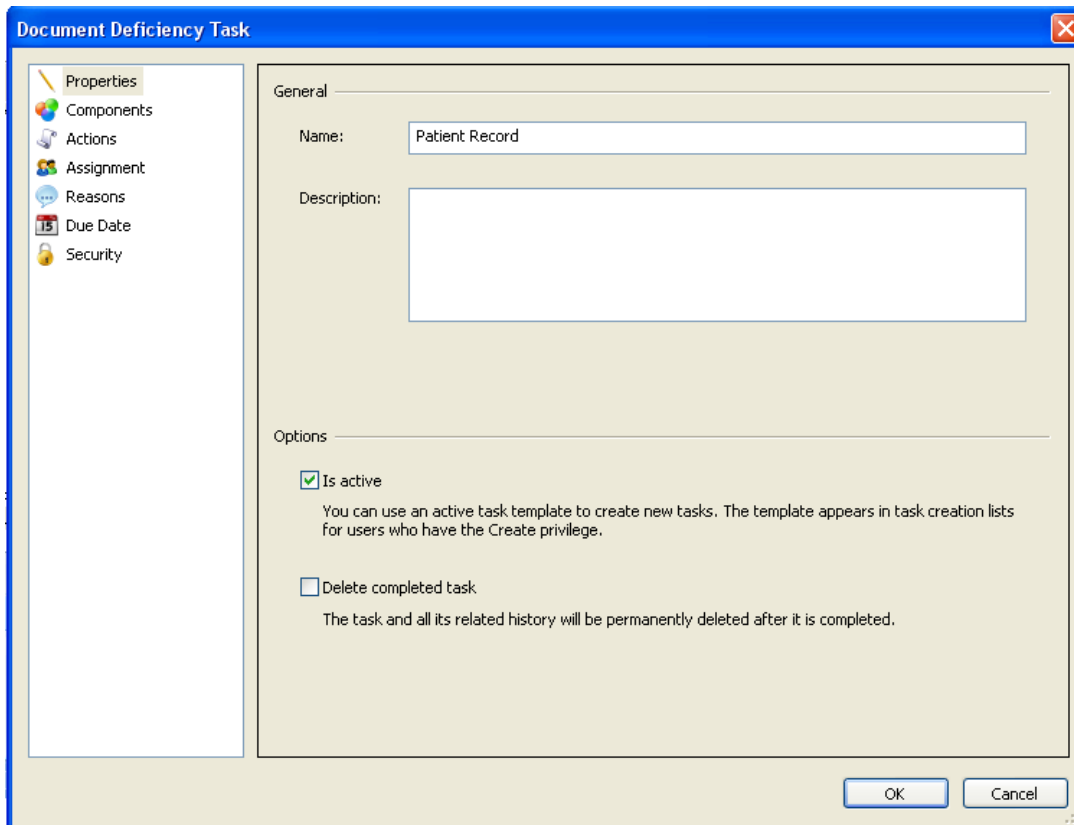 Document Deficiency Task
Properties
Components
Actions
Assignment
Reasons
15 Due Date
Security
General
Name: Patient Record
Description:
Options
Is active
You can use an active task template to create new tasks. The template appears in task creation lists
for users who have the Create privilege.
Delete completed task
The task and all its related history will be permanently deleted after it is completed.
OK Cancel